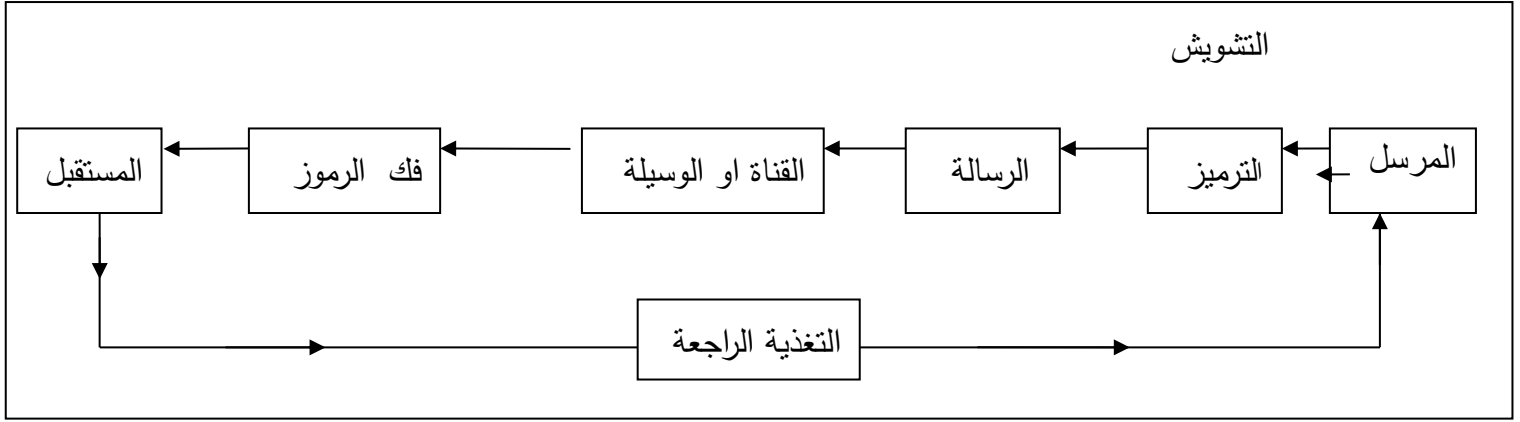 التشويش
المرسل
الترميز
الرسالة
القناة او الوسيلة
فك الرموز
المستقبل
التغذية الراجعة